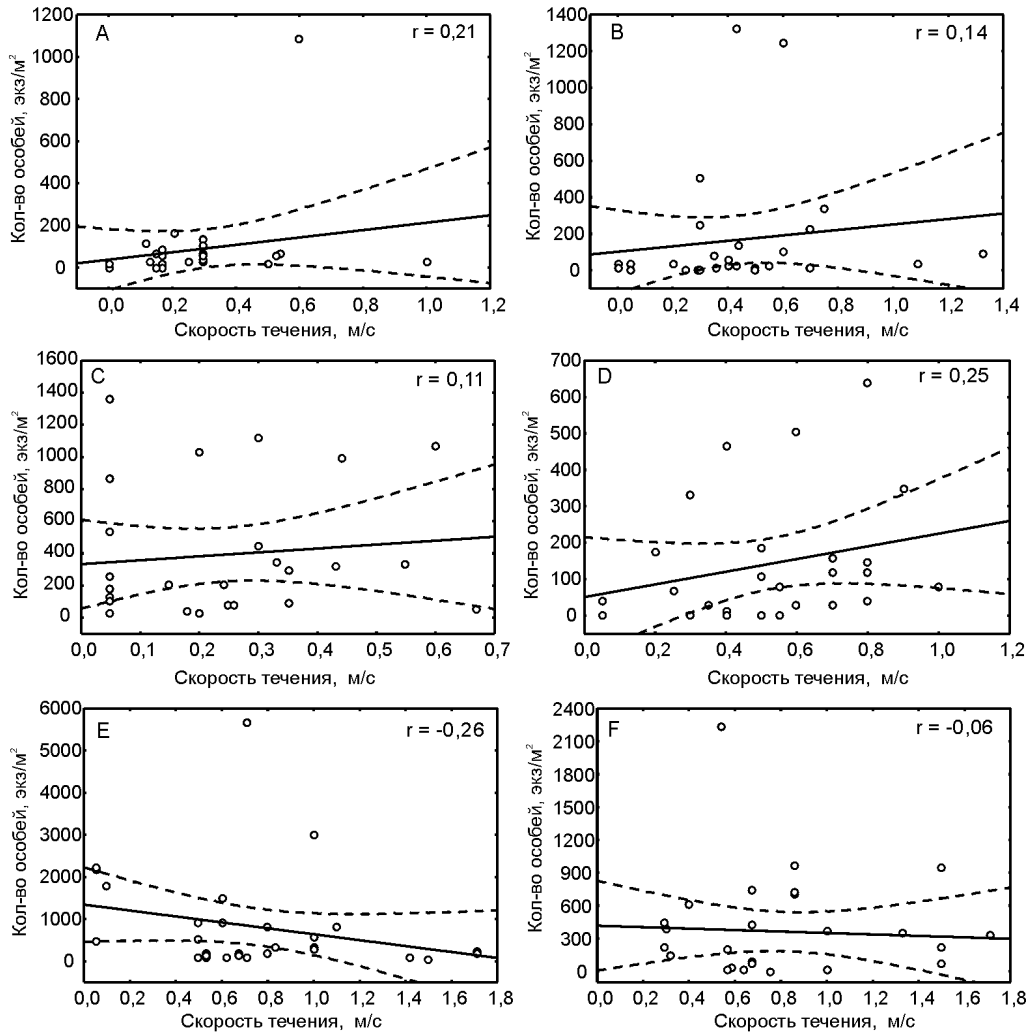 A
r = 0,21
Кол-во особей, экз/м²
1200
1000
800
600
400
200
0
0,0 0,2 0,4 0,6 0,8 1,0 1,2
Скорость течения, м/с
B
r = 0,14
Кол-во особей, экз/м²
1400
1200
1000
800
600
400
200
0
0,0 0,2 0,4 0,6 0,8 1,0 1,2 1,4
Скорость течения, м/с
C
r = 0,11
Кол-во особей, экз/м²
1600
1400
1200
1000
800
600
400
200
0
0,0 0,1 0,2 0,3 0,4 0,5 0,6 0,7
Скорость течения, м/с
D
r = 0,25
Кол-во особей, экз/м²
700
600
500
400
300
200
100
0
0,0 0,2 0,4 0,6 0,8 1,0 1,2
Скорость течения, м/с
E
r = -0,26
Кол-во особей, экз/м²
6000
5000
4000
3000
2000
1000
0
0,0 0,2 0,4 0,6 0,8 1,0 1,2 1,4 1,6 1,8
Скорость течения, м/с
F
r = -0,06
Кол-во особей, экз/м²
2400
2100
1800
1500
1200
900
600
300
0
0,0 0,2 0,4 0,6 0,8 1,0 1,2 1,4 1,6 1,8
Скорость течения, м/с